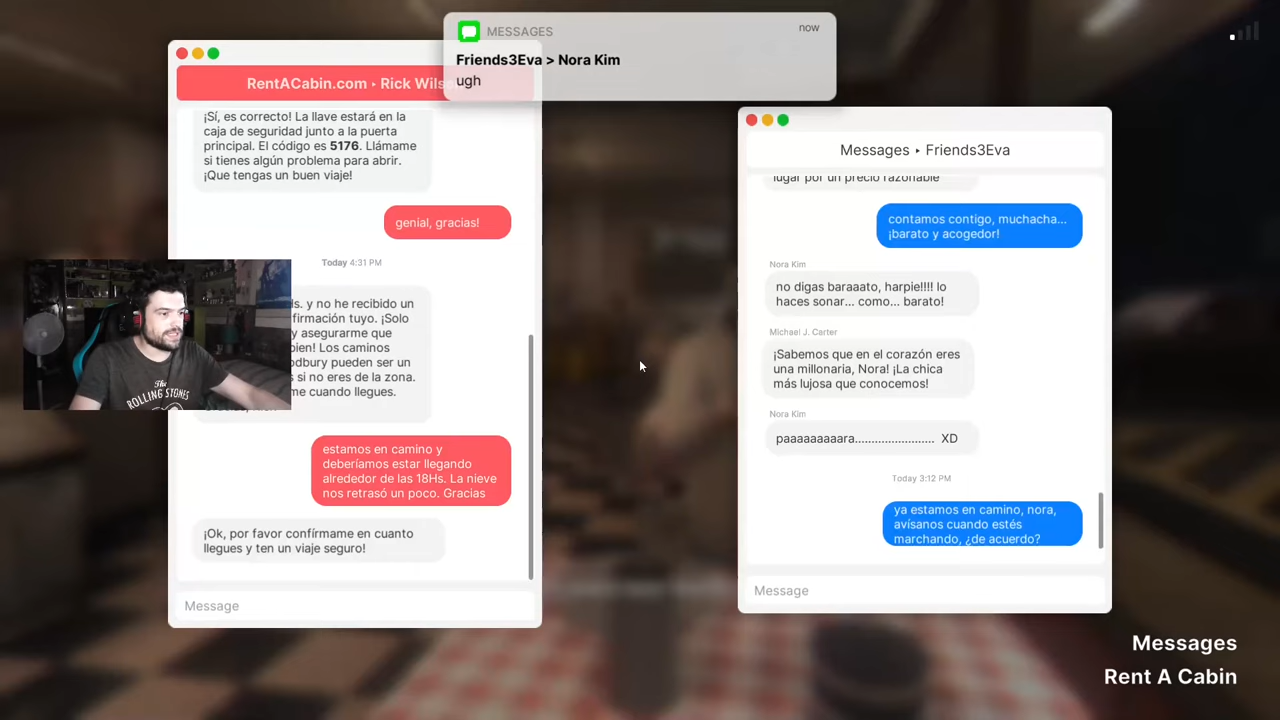 MESSAGES
now
Friends3Eva > Nora Kim
ugh
RentACabin.com ▸ Rick Wils
¡Sí, es correcto! La llave estará en la
caja de seguridad junto a la puerta
principal. El código es 5176. Llámame
si tienes algún problema para abrir.
¡Que tengas un buen viaje!
genial, gracias!
Today 4:31 PM
ds. y no he recibido un
firmación tuyo. ¡Solo
y asegurarme que
bien! Los caminos
odbury pueden ser un
s si no eres de la zona.
me cuando llegues.
estamos en camino y
deberíamos estar llegando
alrededor de las 18Hs. La nieve
nos retrasó un poco. Gracias
¡Ok, por favor confírmame en cuanto
llegues y ten un viaje seguro!
Message
The
ROLLING STONES
Messages ▸ Friends3Eva
lugar por un precio razonable
contamos contigo, muchacha...
¡barato y acogedor!
Nora Kim
no digas baraaato, harpie!!!! lo
haces sonar... como... barato!
Michael J. Carter
¡Sabemos que en el corazón eres
una millonaria, Nora! ¡La chica
más lujosa que conocemos!
Nora Kim
paaaaaaaaara........................ XD
Today 3:12 PM
ya estamos en camino, nora,
avísanos cuando estés
marchando, ¿de acuerdo?
Message
Messages
Rent A Cabin